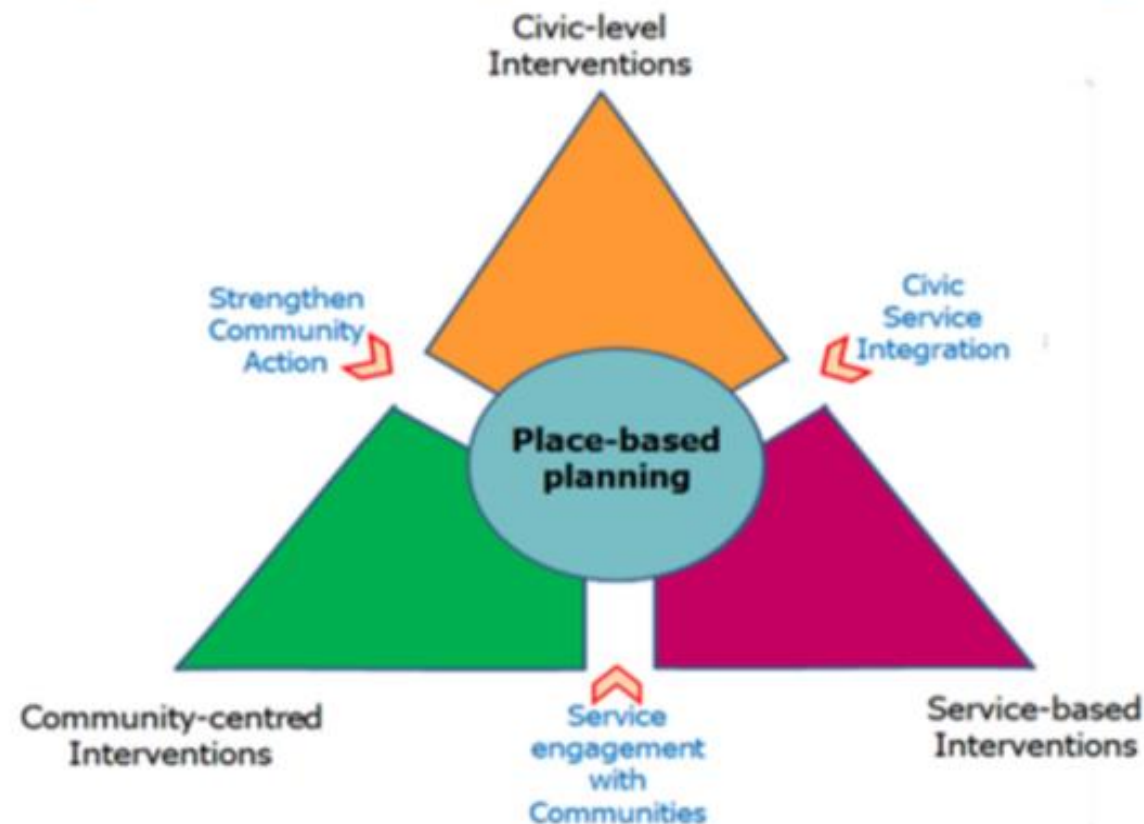 Civic-level
Interventions
Strengthen
Community
Action
Civic
Service
Integration
Place-based
planning
Community-centred
Interventions
Service
engagement
with
Communities
Service-based
Interventions